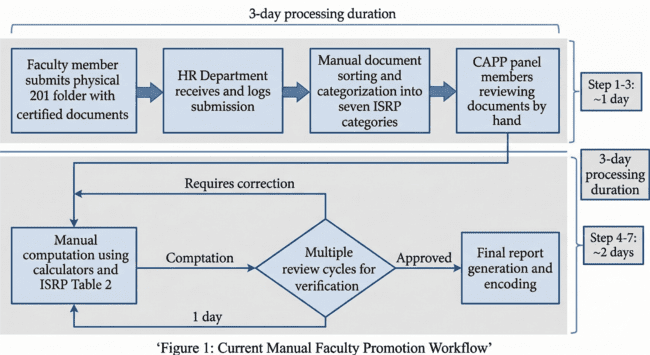 3-day processing duration
Faculty member
submits physical
201 folder with
certified documents
HR Department
receives and logs
submission
Manual document
sorting and
categorization into
seven ISRP
categories
CAPP panel
members
reviewing
documents by
hand
Step 1-3:
~1 day
3-day
processing
duration
Requires correction
Manual
computation using
calculators and
ISRP Table 2
Comptation
Multiple
review cycles for
verification
Approved
Final report
generation and
encoding
Step 4-7:
~2 days
1 day
‘Figure 1: Current Manual Faculty Promotion Workflow’